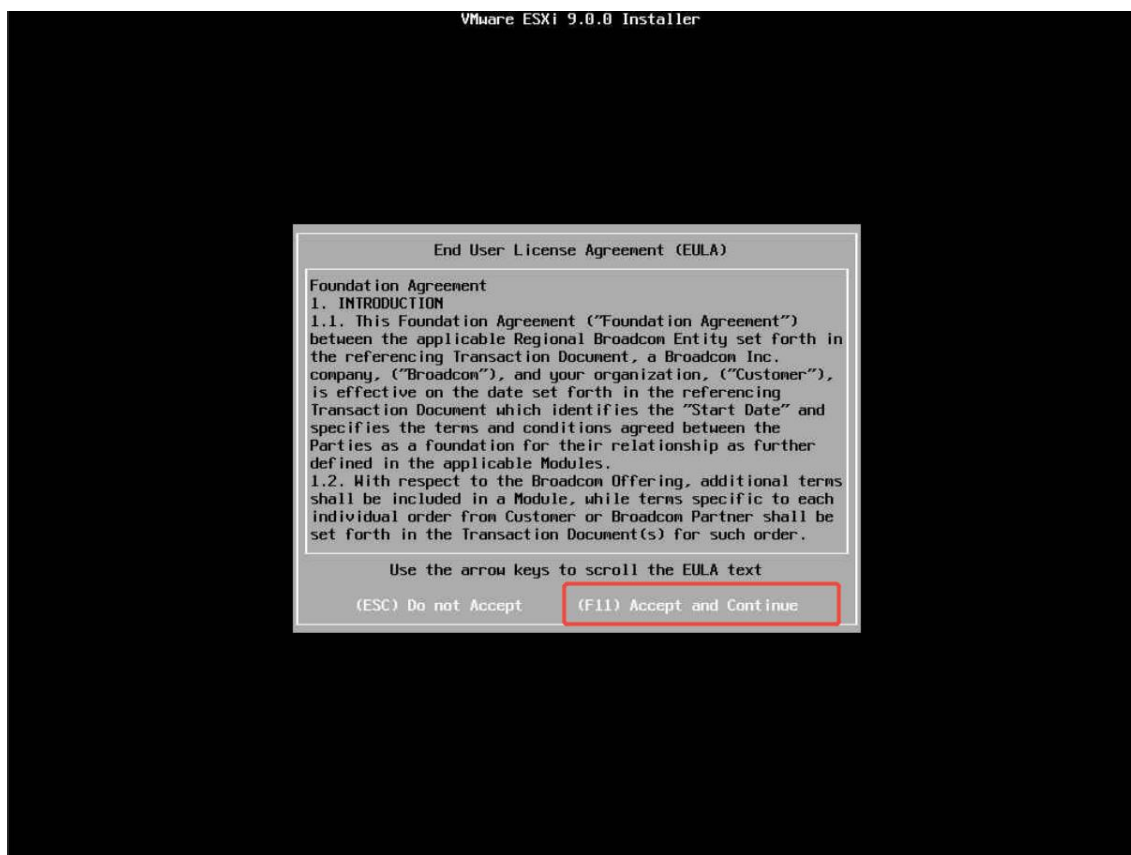 VMware ESXi 9.0.0 Installer
End User License Agreement (EULA)
Foundation Agreement
1. INTRODUCTION
1.1. This Foundation Agreement ("Foundation Agreement")
between the applicable Regional Broadcom Entity set forth in
the referencing Transaction Document, a Broadcom Inc.
company, ("Broadcom"), and your organization, ("Customer"),
is effective on the date set forth in the referencing
Transaction Document which identifies the "Start Date" and
specifies the terms and conditions agreed between the
Parties as a foundation for their relationship as further
defined in the applicable Modules.
1.2. With respect to the Broadcom Offering, additional terms
shall be included in a Module, while terms specific to each
individual order from Customer or Broadcom Partner shall be
set forth in the Transaction Document(s) for such order.
Use the arrow keys to scroll the EULA text
(ESC) Do not Accept (F11) Accept and Continue